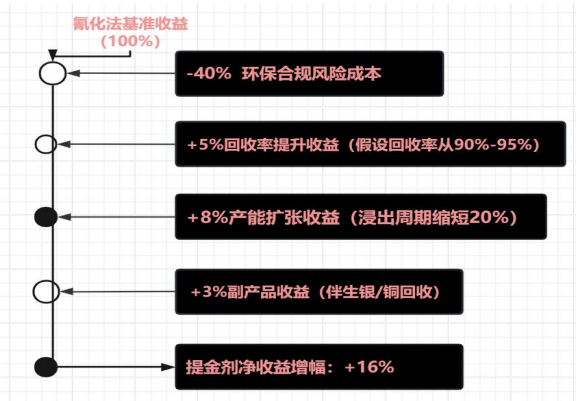 氰化法基准收益
（100%）
-40% 环保合规风险成本
+5%回收率提升收益（假设回收率从90%-95%）
+8%产能扩张收益（浸出周期缩短20%）
+3%副产品收益（伴生银/铜回收）
提金剂净收益增幅：+16%